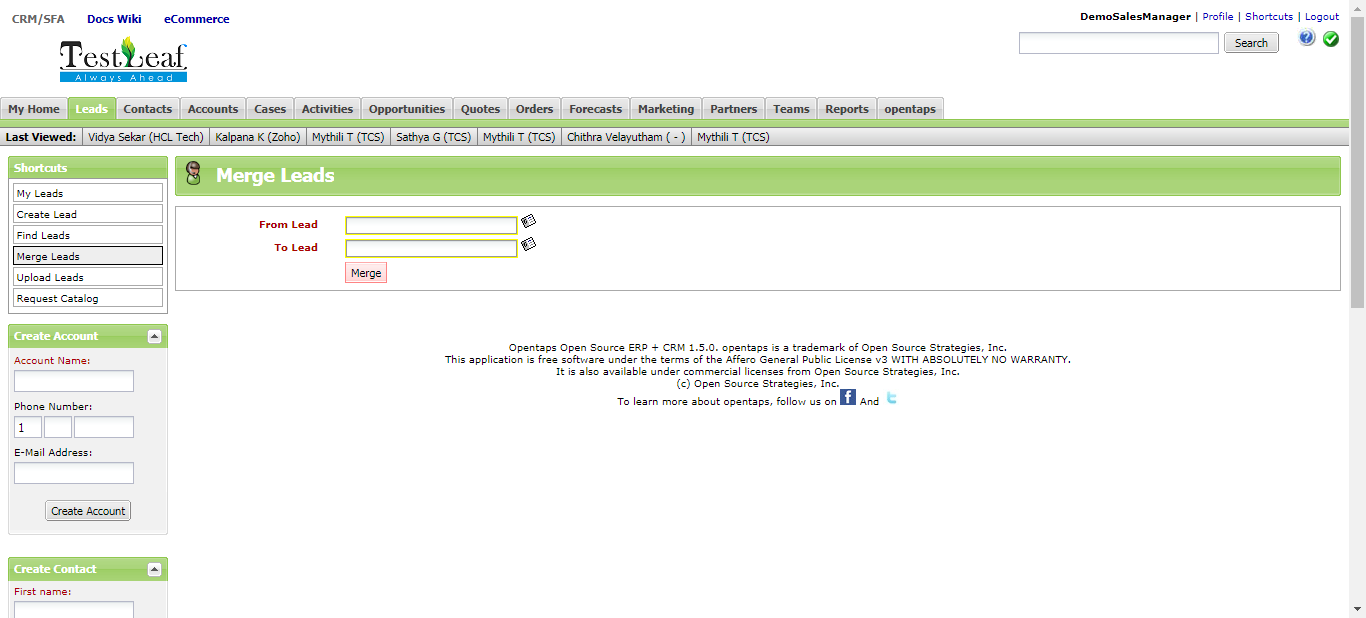 CRM/SFA Docs Wiki eCommerce
DemoSalesManager | Profile | Shortcuts | Logout
TestLeaf
Always Ahead
Search
My Home Leads Contacts Accounts Cases Activities Opportunities Quotes Orders Forecasts Marketing Partners Teams Reports opentaps
Last Viewed: Vidya Sekar (HCL Tech) Kalpana K (Zoho) Mythili T (TCS) Sathya G (TCS) Mythili T (TCS) Chithra Velayutham ( - ) Mythili T (TCS)
Shortcuts
My Leads
Create Lead
Find Leads
Merge Leads
Upload Leads
Request Catalog
Create Account
Account Name:
Phone Number:
1
E-Mail Address:
Create Account
Create Contact
First name:
Merge Leads
From Lead
To Lead
Merge
Opentaps Open Source ERP + CRM 1.5.0. opentaps is a trademark of Open Source Strategies, Inc.
This application is free software under the terms of the Affero General Public License v3 WITH ABSOLUTELY NO WARRANTY.
It is also available under commercial licenses from Open Source Strategies, Inc.
(c) Open Source Strategies, Inc.
To learn more about opentaps, follow us on f And t